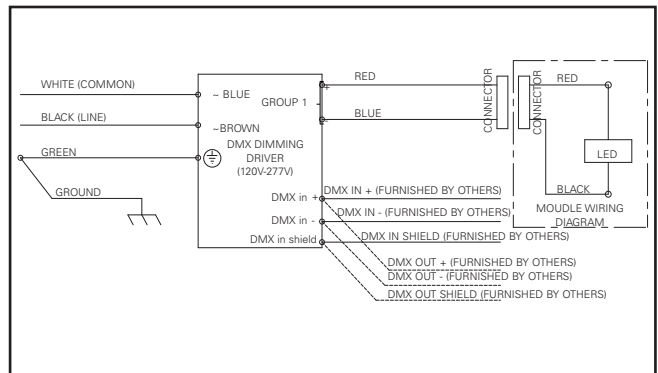 WHITE (COMMON)
BLACK (LINE)
GREEN
GROUND
~ BLUE
GROUP 1
~BROWN
DMX DIMMING
DRIVER
(120V-277V)
DMX in +
DMX in -
DMX in shield
+
-
RED
BLUE
CONNECTOR
CONNECTOR
RED
LED
BLACK
MOUDLE WIRING
DIAGRAM
DMX IN + (FURNISHED BY OTHERS)
DMX IN - (FURNISHED BY OTHERS)
DMX IN SHIELD (FURNISHED BY OTHERS)
DMX OUT + (FURNISHED BY OTHERS)
DMX OUT - (FURNISHED BY OTHERS)
DMX OUT SHIELD (FURNISHED BY OTHERS)